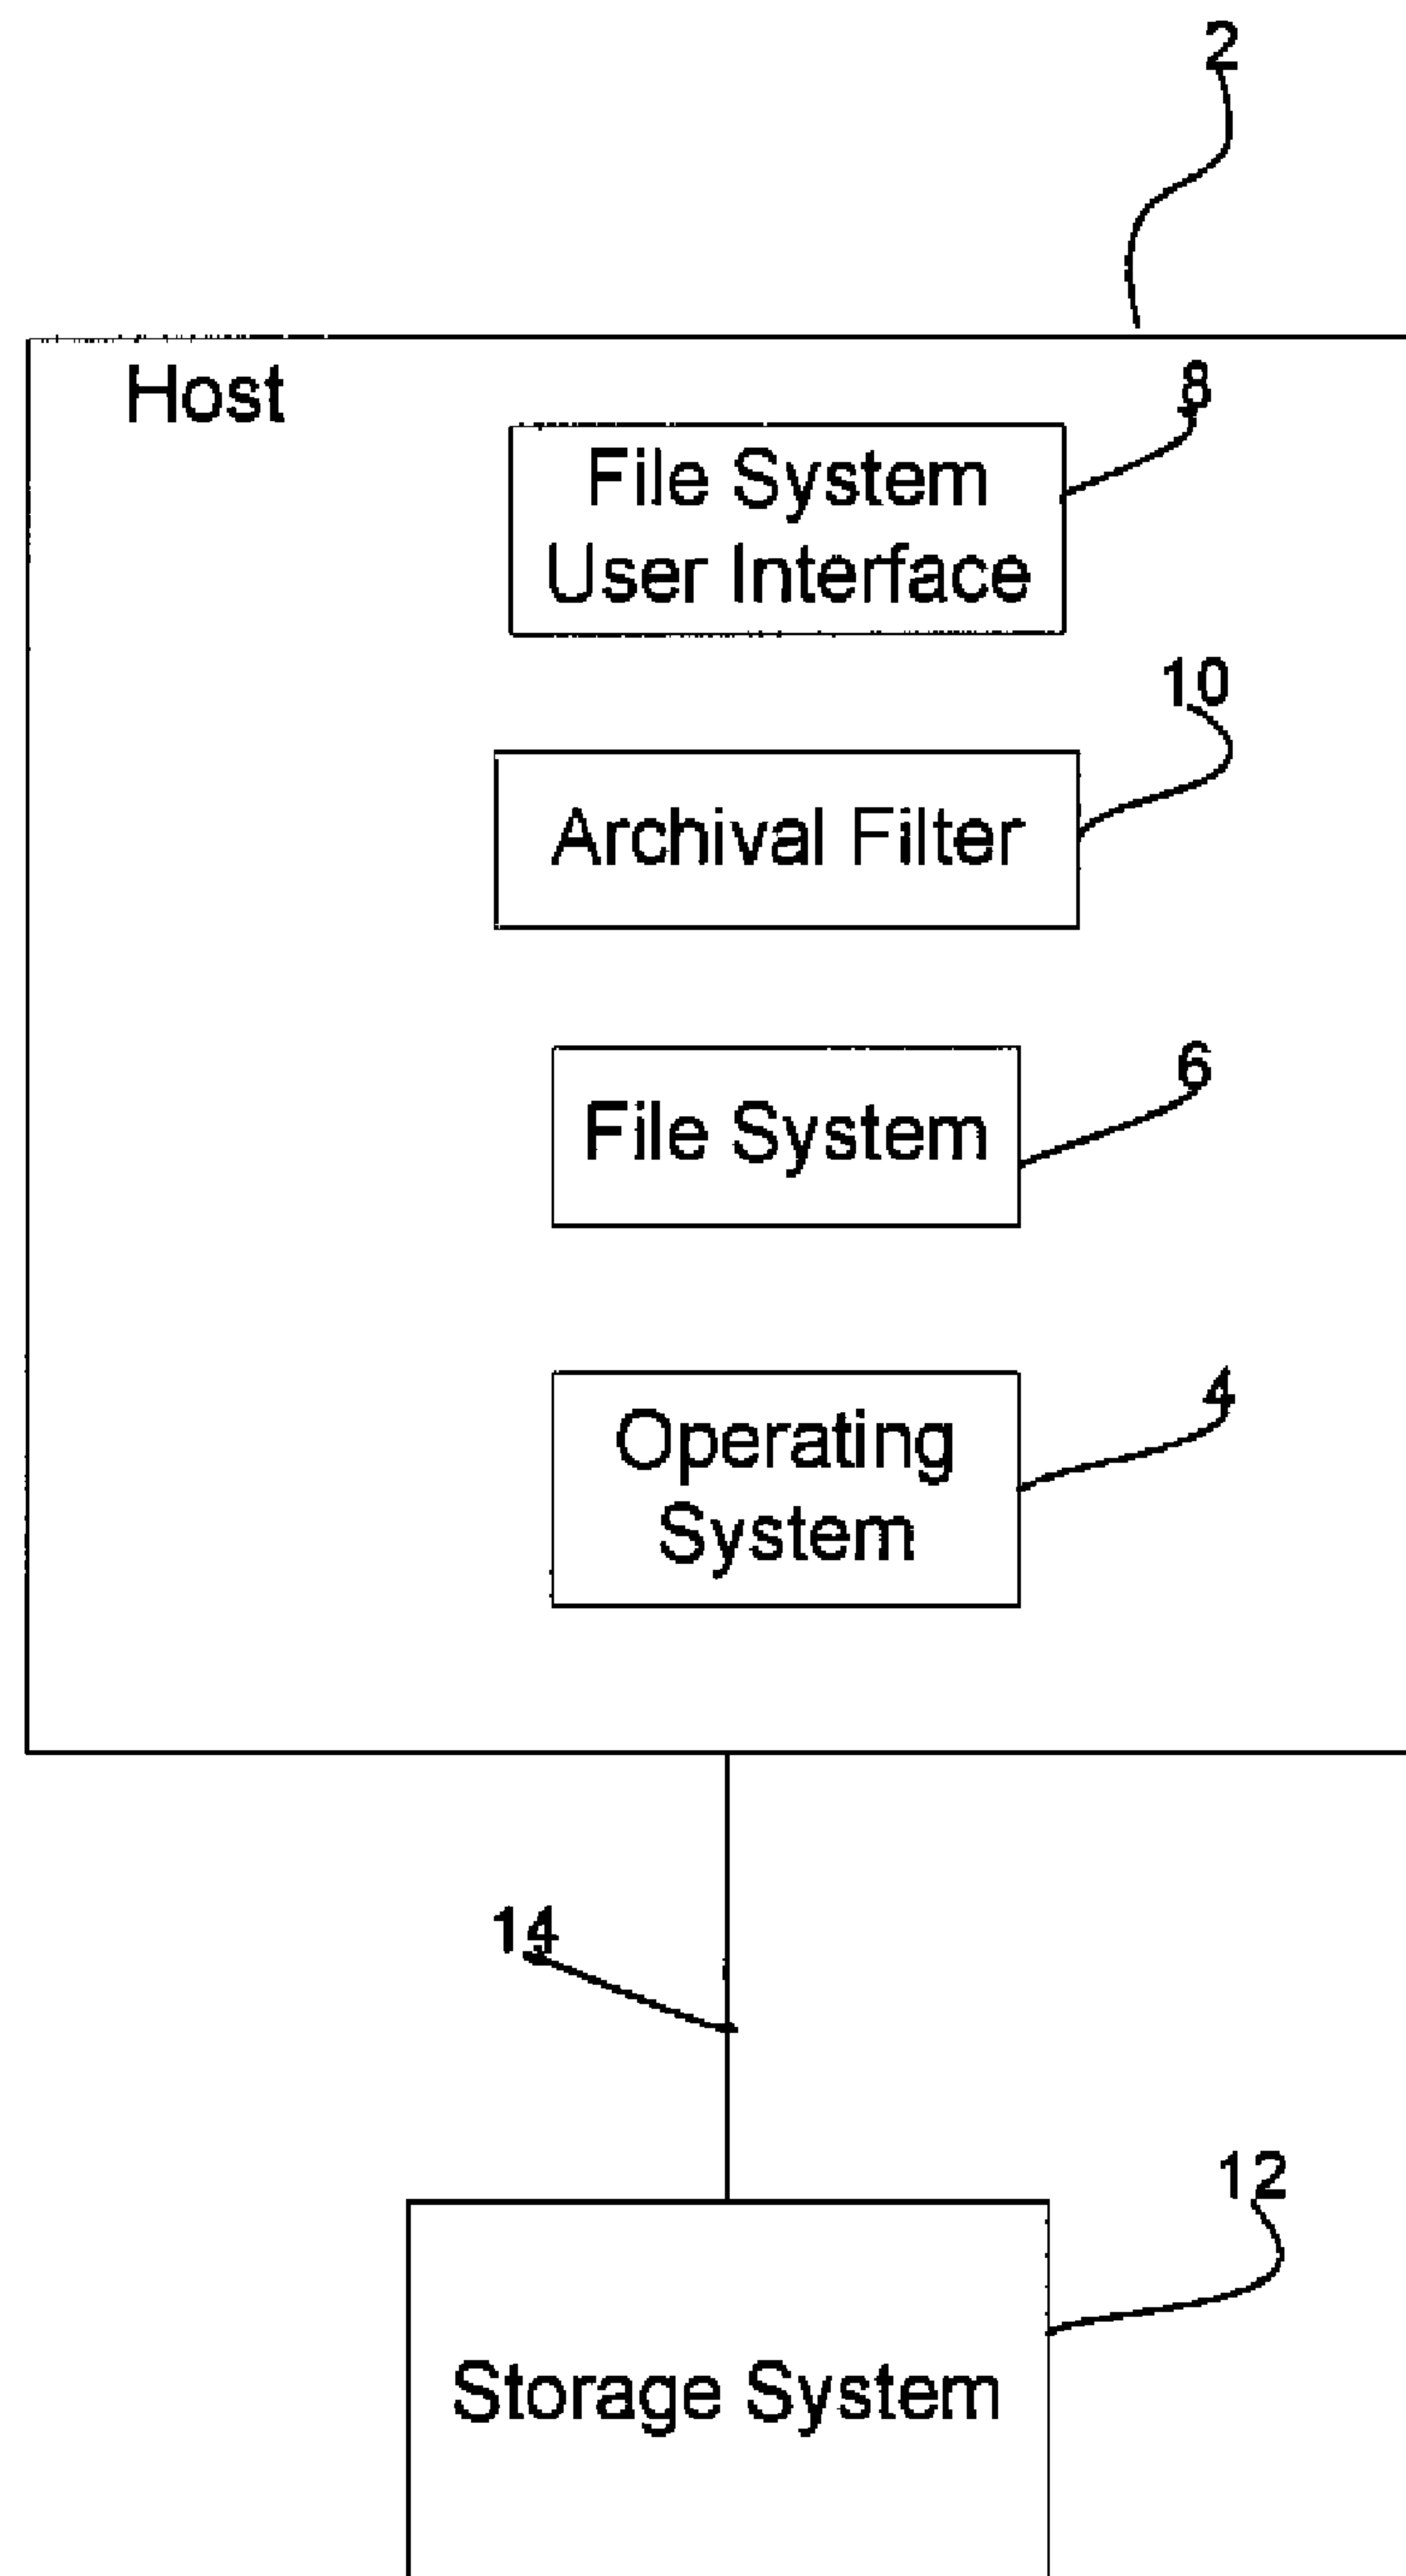 2
Host
8
File System
User Interface
10
Archival Filter
6
File System
4
Operating
System
14
12
Storage System